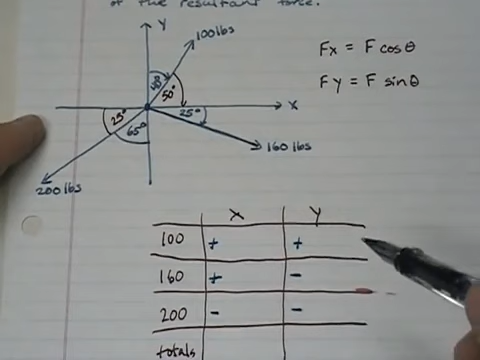 of the resultant force.
Y
100 lbs
Fx = F cos θ
40°
50°
Fy = F sin θ
X
25°
25°
65°
160 lbs
200 lbs
X Y
100 + +
160 + -
200 - -
totals